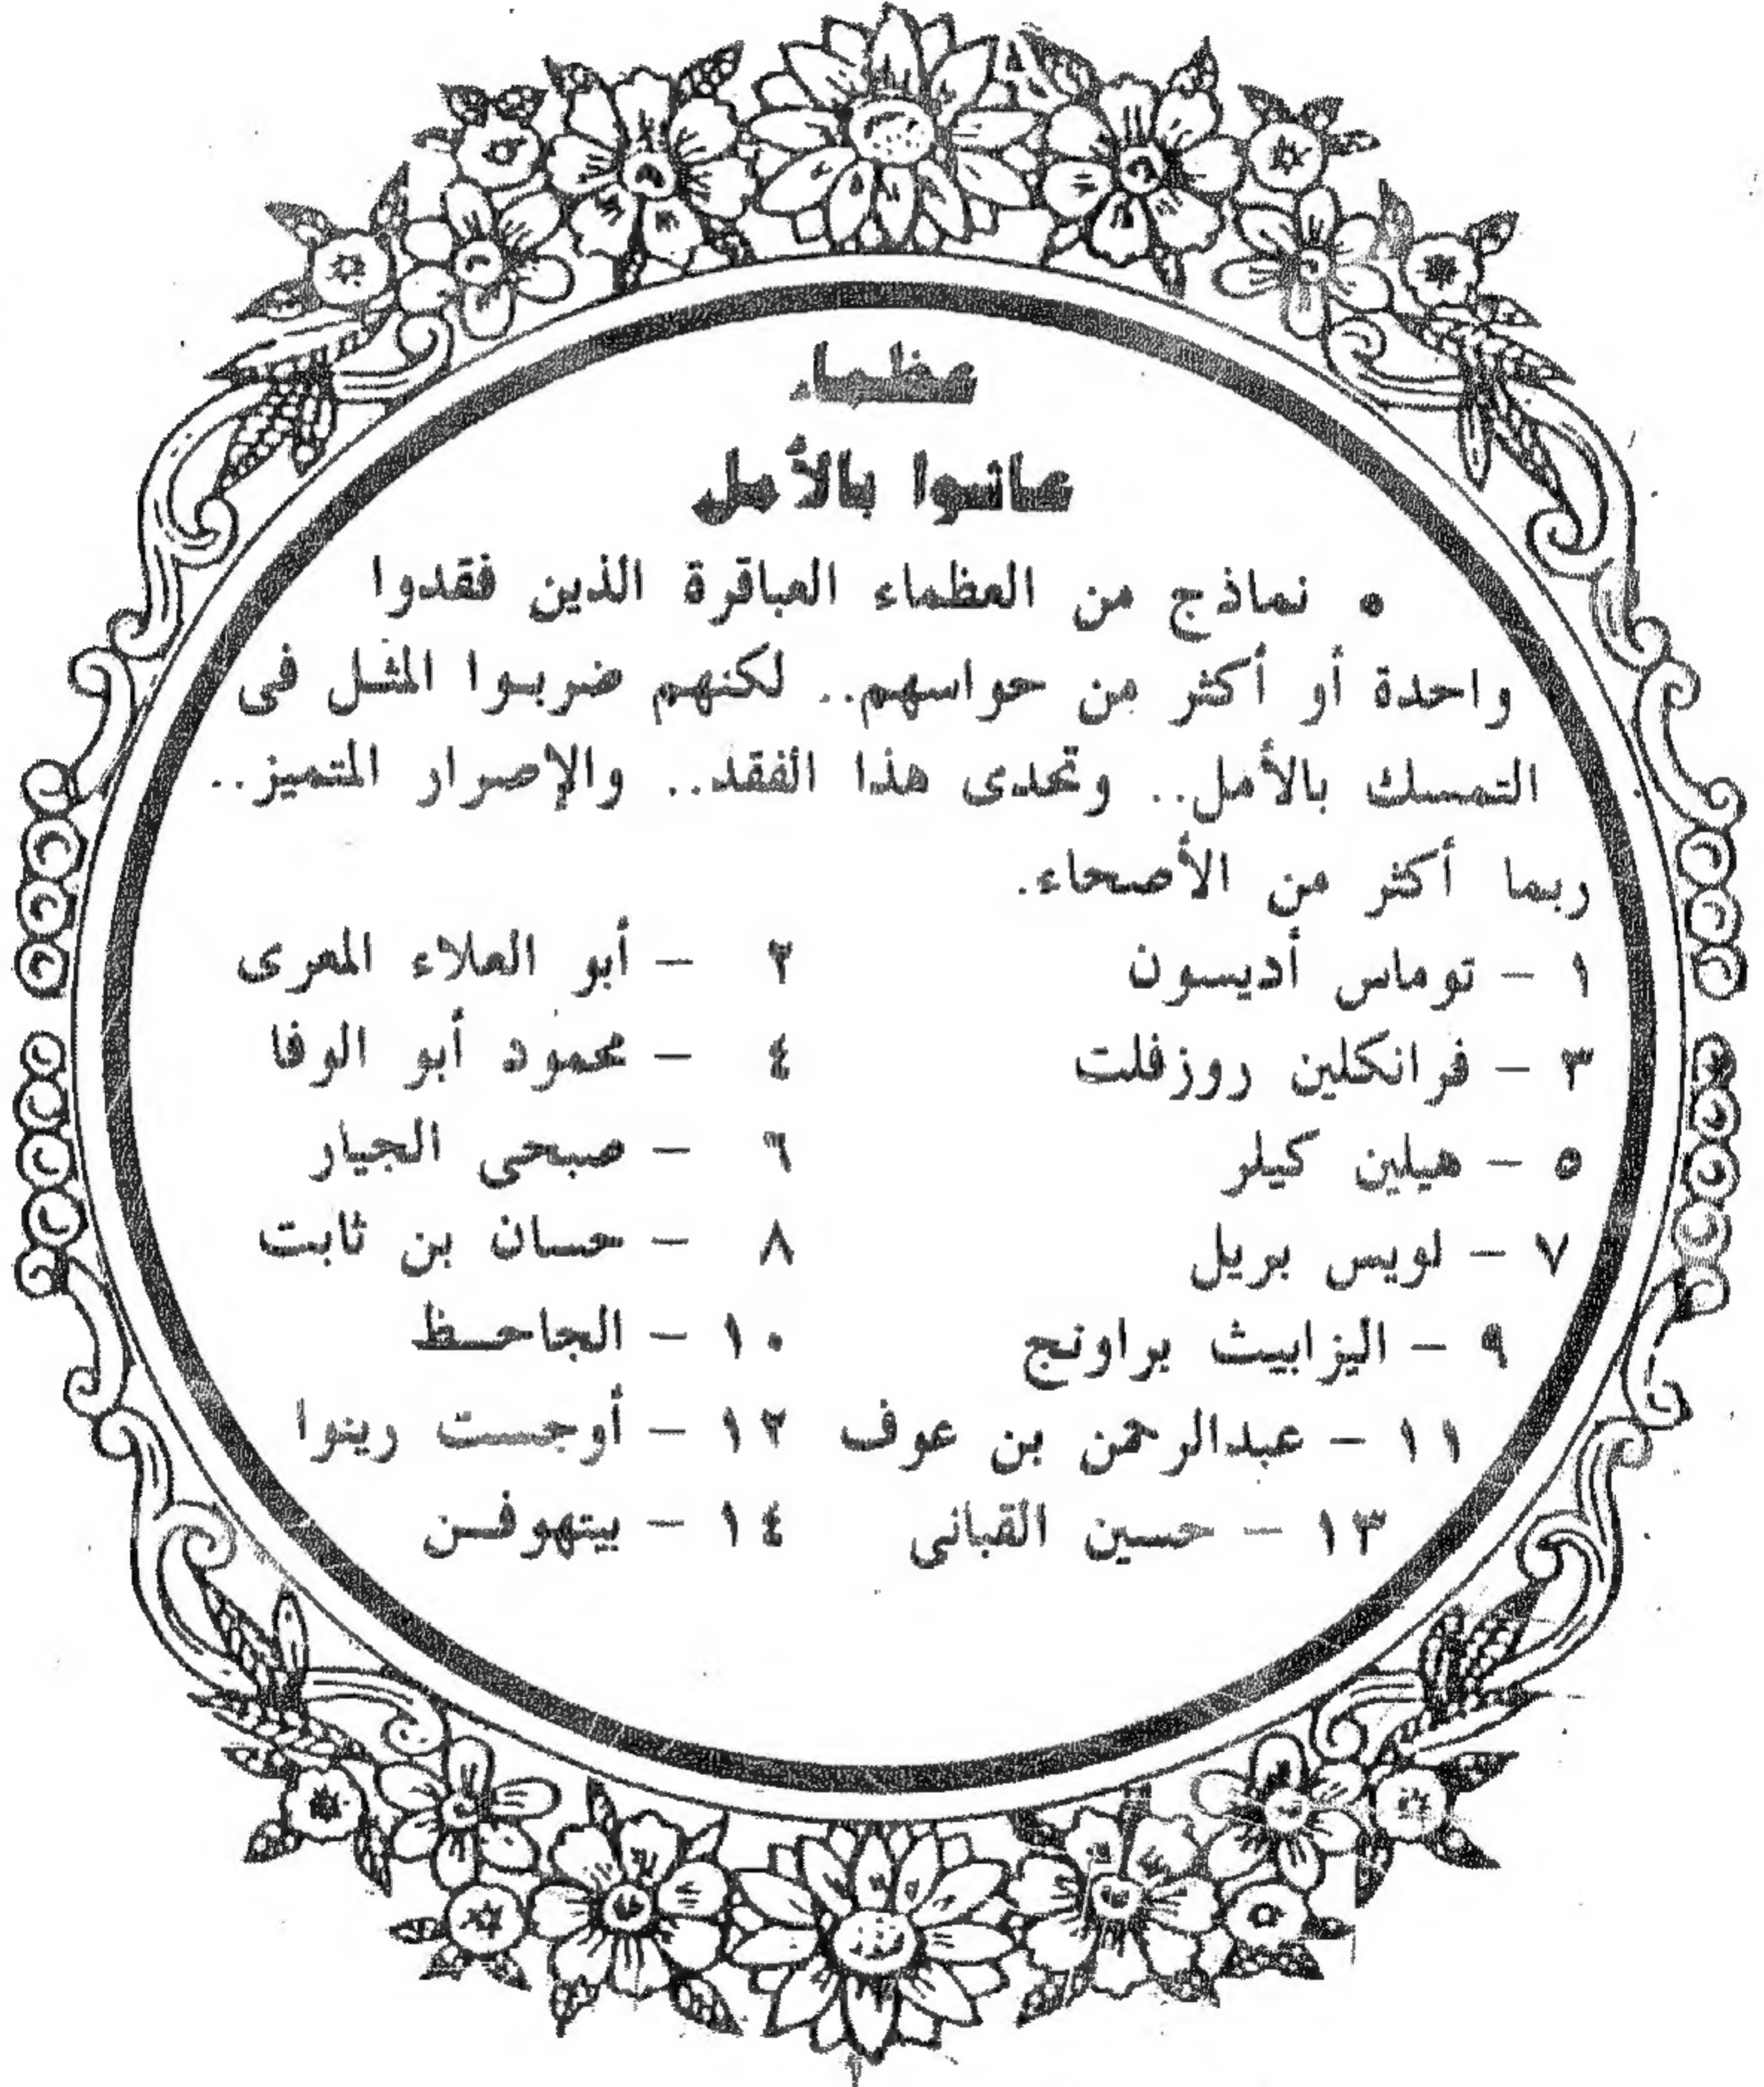 عظماء
عاشوا بالأمل
• نماذج من العظماء العباقرة الذين فقدوا
واحدة أو أكثر من حواسهم.. لكنهم ضربوا المثل فى
التمسك بالأمل.. وتحدى هذا الفقد.. والإصرار المتميز..
ربما أكثر من الأصحاء.
١ – توماس أديسون ٢ – أبو العلاء المعرى
٣ – فرانكلين روزفلت ٤ – محمود أبو الوفا
٥ – هيلين كيلر ٦ – صبحى الجيار
٧ – لويس بريل ٨ – حسان بن ثابت
٩ – اليزابيث براونج ١٠ – الجاحظ
١١ – عبدالرحمن بن عوف ١٢ – أوجست رينوا
١٣ – حسين القبانى ١٤ – بيتهوفن